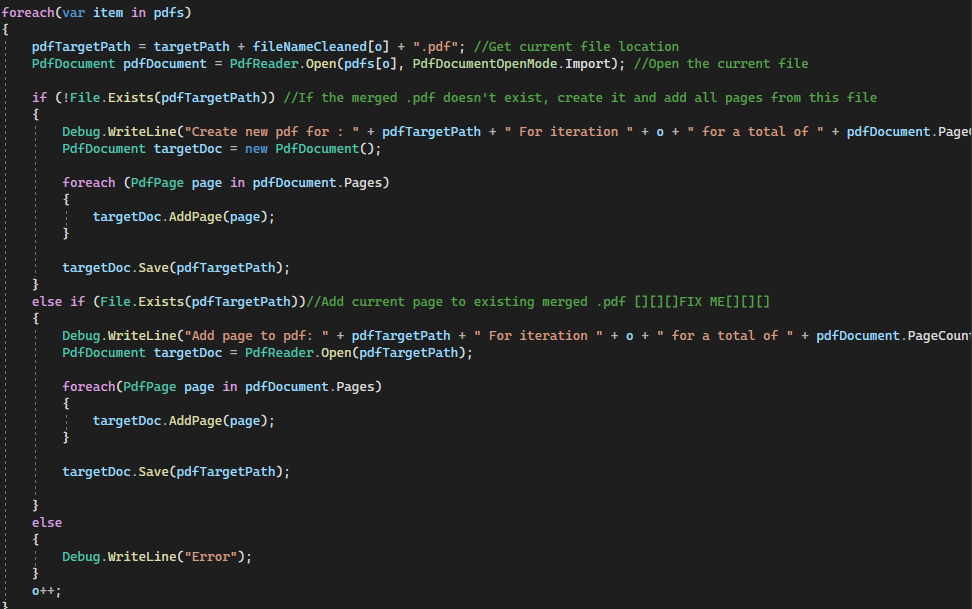 foreach(var item in pdfs)
{
    pdfTargetPath = targetPath + fileNameCleaned[o] + ".pdf"; //Get current file location
    PdfDocument pdfDocument = PdfReader.Open(pdfs[o], PdfDocumentOpenMode.Import); //Open the current file

    if (!File.Exists(pdfTargetPath)) //If the merged .pdf doesn't exist, create it and add all pages from this file
    {
        Debug.WriteLine("Create new pdf for : " + pdfTargetPath + " For iteration " + o + " for a total of " + pdfDocument.Page
        PdfDocument targetDoc = new PdfDocument();

        foreach (PdfPage page in pdfDocument.Pages)
        {
            targetDoc.AddPage(page);
        }

        targetDoc.Save(pdfTargetPath);
    }
    else if (File.Exists(pdfTargetPath))//Add current page to existing merged .pdf [][][]FIX ME[][][]
    {
        Debug.WriteLine("Add page to pdf: " + pdfTargetPath + " For iteration " + o + " for a total of " + pdfDocument.PageCoun
        PdfDocument targetDoc = PdfReader.Open(pdfTargetPath);

        foreach(PdfPage page in pdfDocument.Pages)
        {
            targetDoc.AddPage(page);
        }

        targetDoc.Save(pdfTargetPath);

    }
    else
    {
        Debug.WriteLine("Error");
    }
    o++;
}